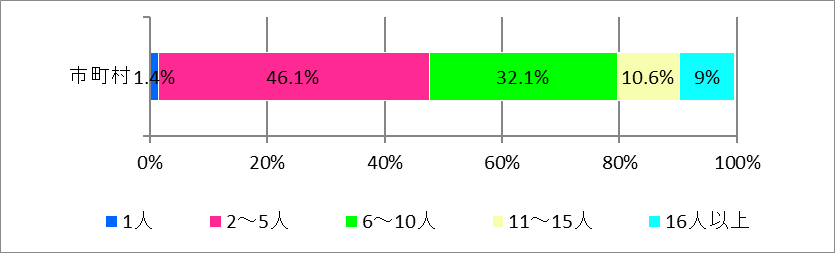 市町村 1.4% 46.1% 32.1% 10.6% 9%
0% 20% 40% 60% 80% 100%
1人 2～5人 6～10人 11～15人 16人以上